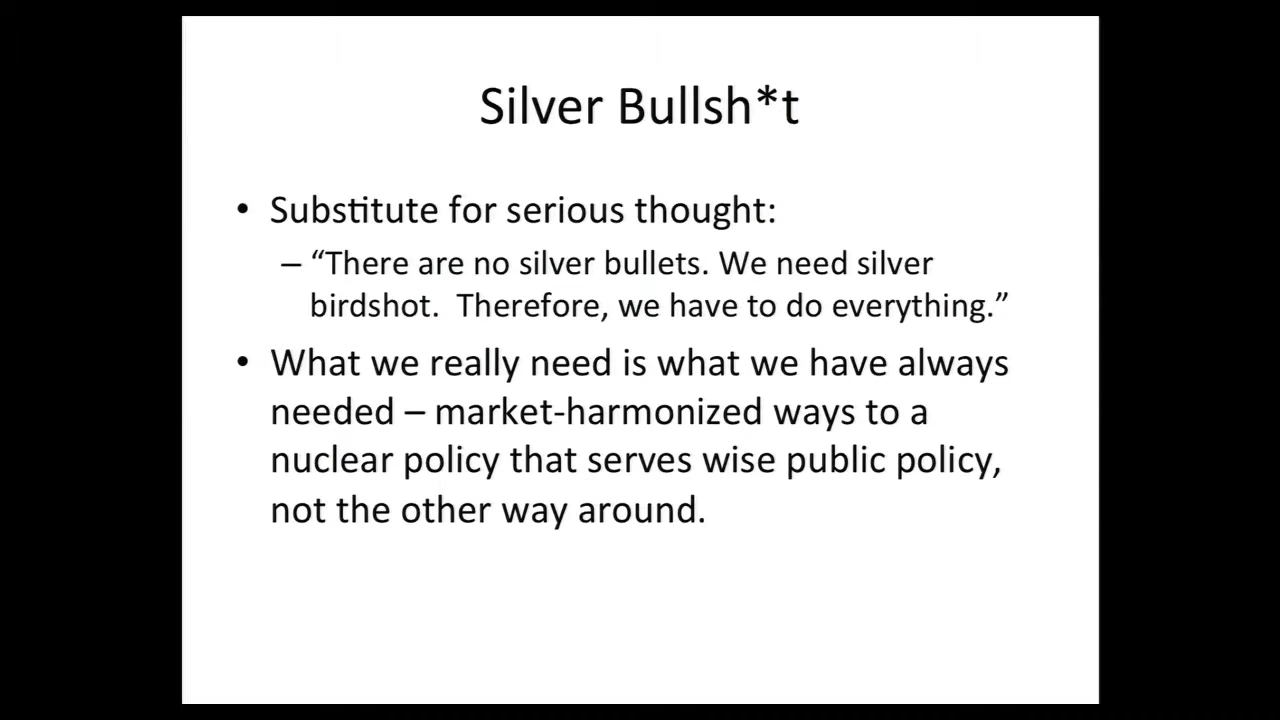 Silver Bullsh*t
• Substitute for serious thought:
– “There are no silver bullets. We need silver
birdshot.  Therefore, we have to do everything.”
• What we really need is what we have always
needed – market-harmonized ways to a
nuclear policy that serves wise public policy,
not the other way around.